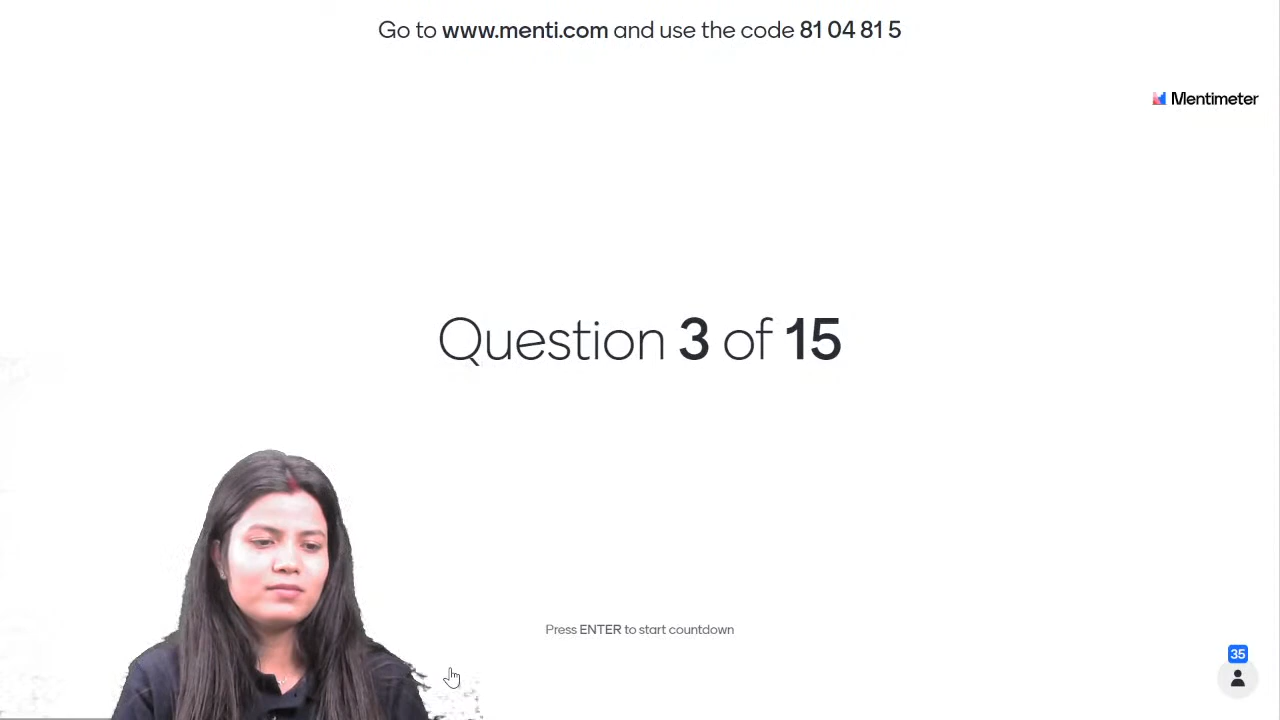 Go to www.menti.com and use the code 81 04 81 5
Mentimeter
Question 3 of 15
Press ENTER to start countdown
35